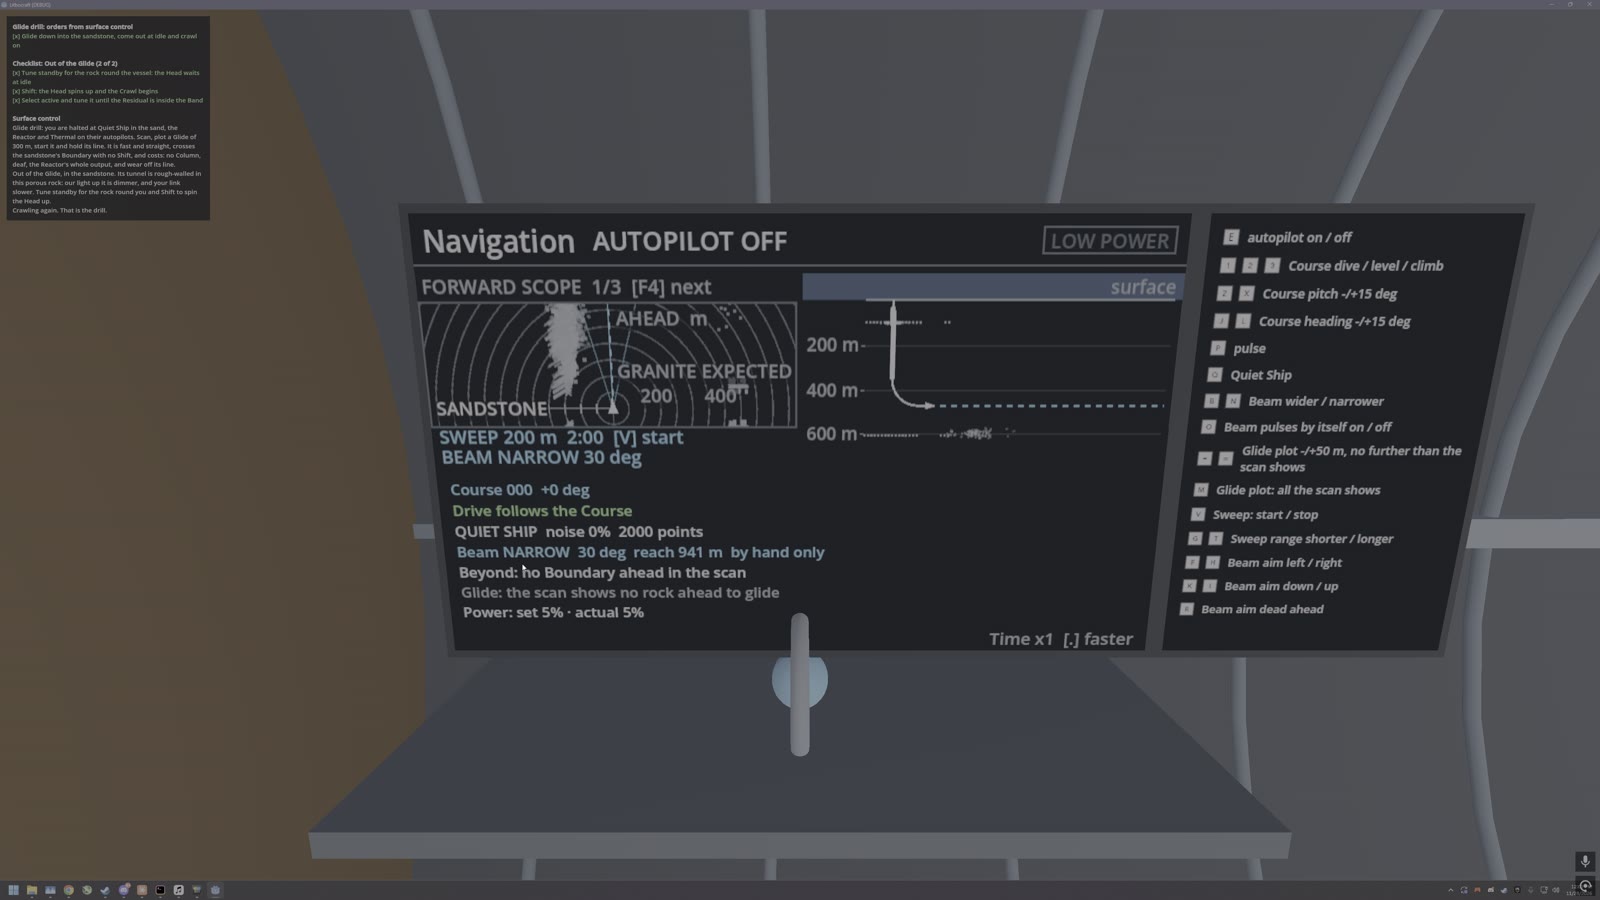 Glide drill: orders from surface control
[x] Glide down into the sandstone, come out at idle and crawl
on
Checklist: Out of the Glide (2 of 2)
[x] Tune standby for the rock round the vessel: the Head waits
at idle
[x] Shift: the Head spins up and the Crawl begins
[x] Select active and tune it until the Residual is inside the Band
Surface control
Glide drill: you are halted at Quiet Ship in the sand, the
Reactor and Thermal on their autopilots. Scan, plot a Glide of
300 m, start it and hold its line. It is fast and straight, crosses
the sandstone's Boundary with no Shift, and costs: no Column,
deaf, the Reactor's whole output, and wear off its line.
Out of the Glide, in the sandstone. Its tunnel is rough-walled in
this porous rock: our light up it is dimmer, and your link
slower. Tune standby for the rock round you and Shift to spin
the Head up.
Crawling again. That is the drill.
Navigation AUTOPILOT OFF
LOW POWER
FORWARD SCOPE 1/3 [F4] next
AHEAD m
GRANITE EXPECTED
200 400
SANDSTONE
SWEEP 200 m 2:00 [V] start
BEAM NARROW 30 deg
surface
200 m
400 m
600 m
Course 000 +0 deg
Drive follows the Course
QUIET SHIP noise 0% 2000 points
Beam NARROW 30 deg reach 941 m by hand only
Beyond: no Boundary ahead in the scan
Glide: the scan shows no rock ahead to glide
Power: set 5% · actual 5%
Time x1 [.] faster
E autopilot on / off
1 2 3 Course dive / level / climb
Z X Course pitch -/+15 deg
J L Course heading -/+15 deg
P pulse
Quiet Ship
B N Beam wider / narrower
O Beam pulses by itself on / off
- = Glide plot -/+50 m, no further than the
scan shows
M Glide plot: all the scan shows
V Sweep: start / stop
G T Sweep range shorter / longer
F H Beam aim left / right
K I Beam aim down / up
Beam aim dead ahead